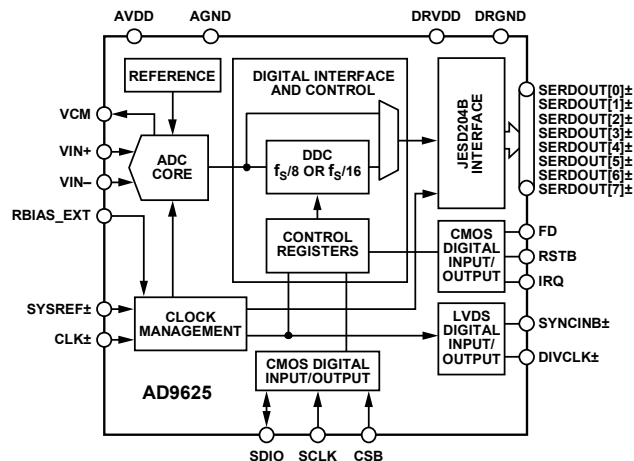 AVDD
AGND
DRVDD
DRGND
REFERENCE
DIGITAL INTERFACE
AND CONTROL
VCM
VIN+
VIN–
RBIAS_EXT
SYSREF±
CLK±
ADC
CORE
DDC
fS/8 OR fS/16
CONTROL
REGISTERS
CLOCK
MANAGEMENT
JESD204B
INTERFACE
SERDOUT[0]±
SERDOUT[1]±
SERDOUT[2]±
SERDOUT[3]±
SERDOUT[4]±
SERDOUT[5]±
SERDOUT[6]±
SERDOUT[7]±
CMOS
DIGITAL
INPUT/
OUTPUT
FD
RSTB
IRQ
LVDS
DIGITAL
INPUT/
OUTPUT
SYNCINB±
DIVCLK±
CMOS DIGITAL
INPUT/OUTPUT
AD9625
SDIO
SCLK
CSB